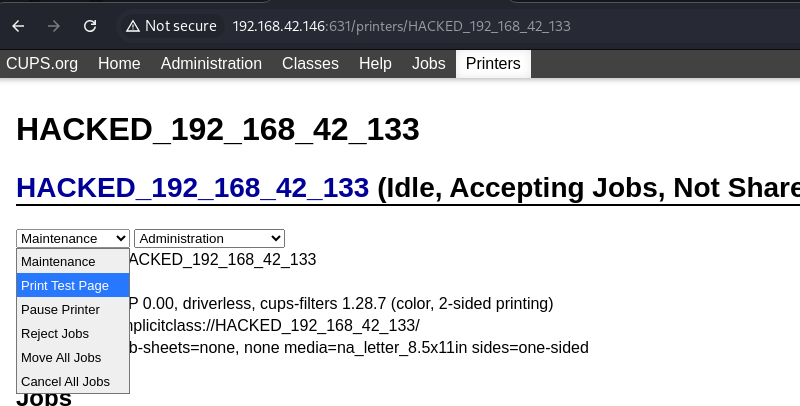 Not secure 192.168.42.146:631/printers/HACKED_192_168_42_133
CUPS.org Home Administration Classes Help Jobs Printers
HACKED_192_168_42_133
HACKED_192_168_42_133 (Idle, Accepting Jobs, Not Share
Maintenance Administration
Maintenance ACKED_192_168_42_133
Print Test Page
Pause Printer P 0.00, driverless, cups-filters 1.28.7 (color, 2-sided printing)
Reject Jobs nplicitclass://HACKED_192_168_42_133/
Move All Jobs b-sheets=none, none media=na_letter_8.5x11in sides=one-sided
Cancel All Jobs
Jobs